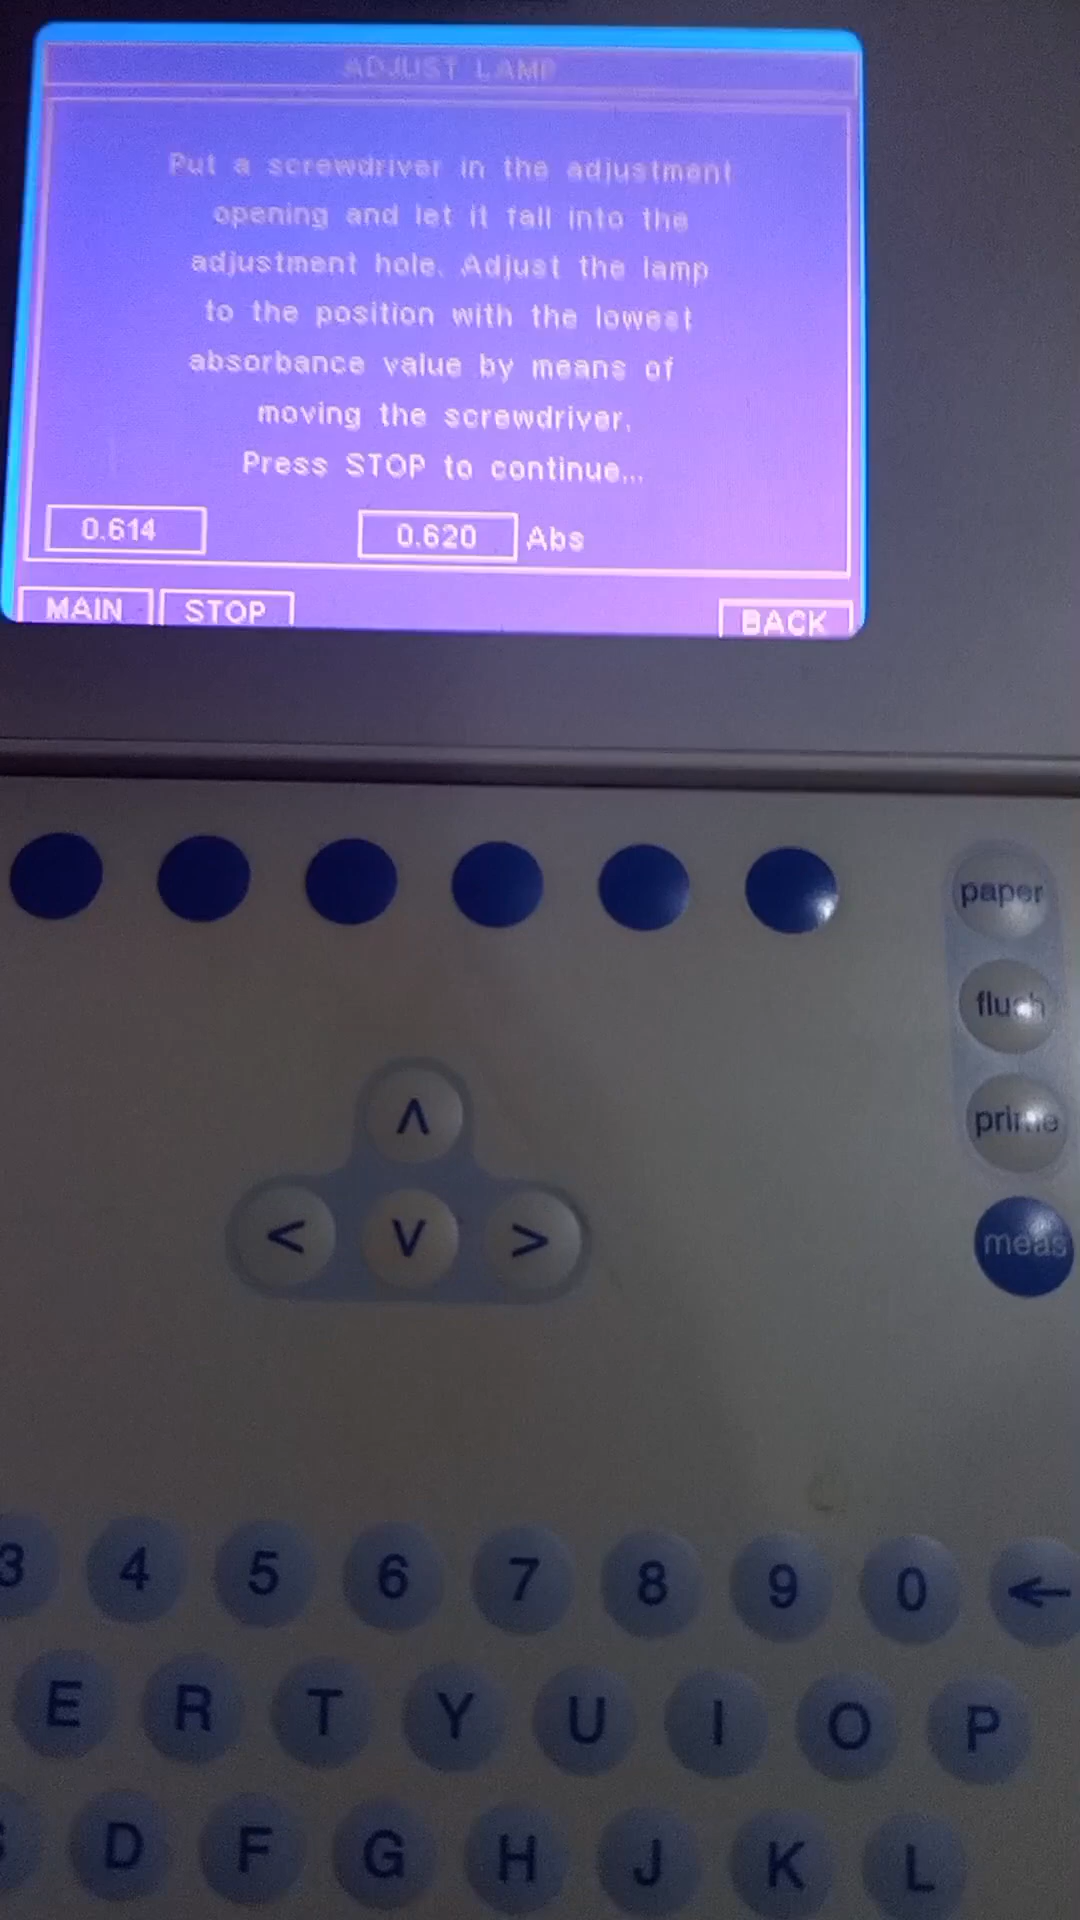 ADJUST LAMP
Put a screwdriver in the adjustment
opening and let it fall into the
adjustment hole. Adjust the lamp
to the position with the lowest
absorbance value by means of
moving the screwdriver.
Press STOP to continue...
0.614 0.620 Abs
MAIN STOP BACK
paper
flush
prime
meas
Λ
< V >
3 4 5 6 7 8 9 0 ←
E R T Y U I O P
D F G H J K L